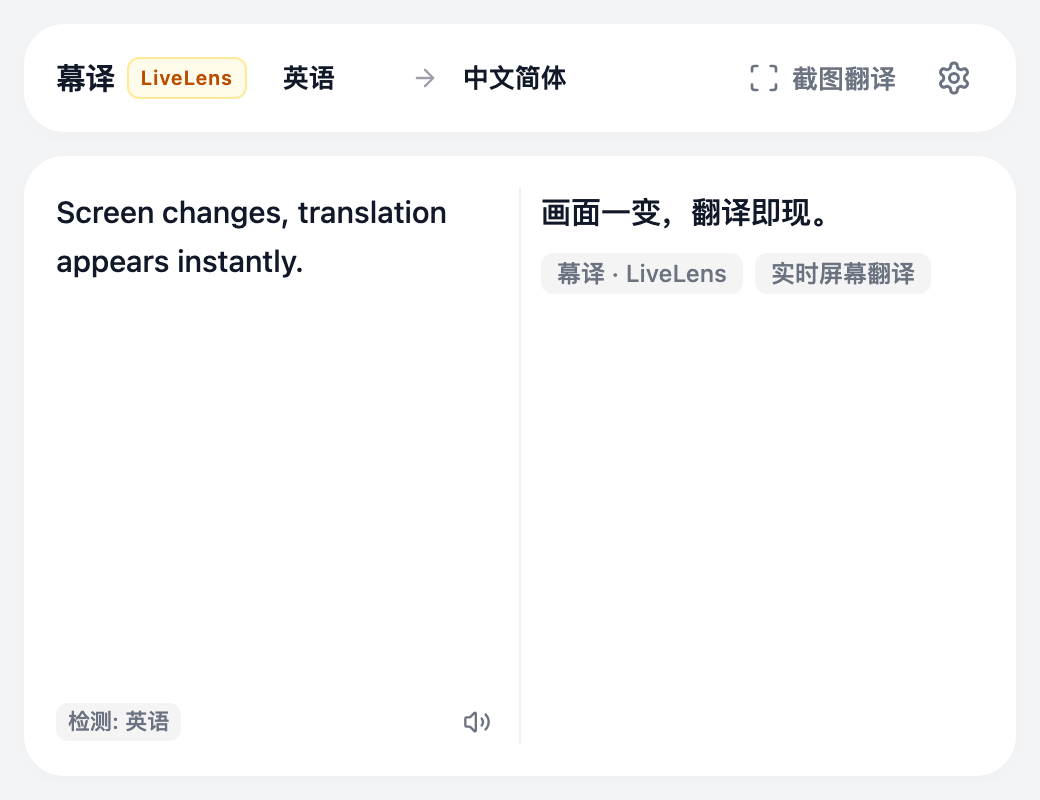 幕译 LiveLens 英语 → 中文简体 截图翻译
Screen changes, translation
appears instantly.
检测: 英语
画面一变，翻译即现。
幕译 · LiveLens 实时屏幕翻译